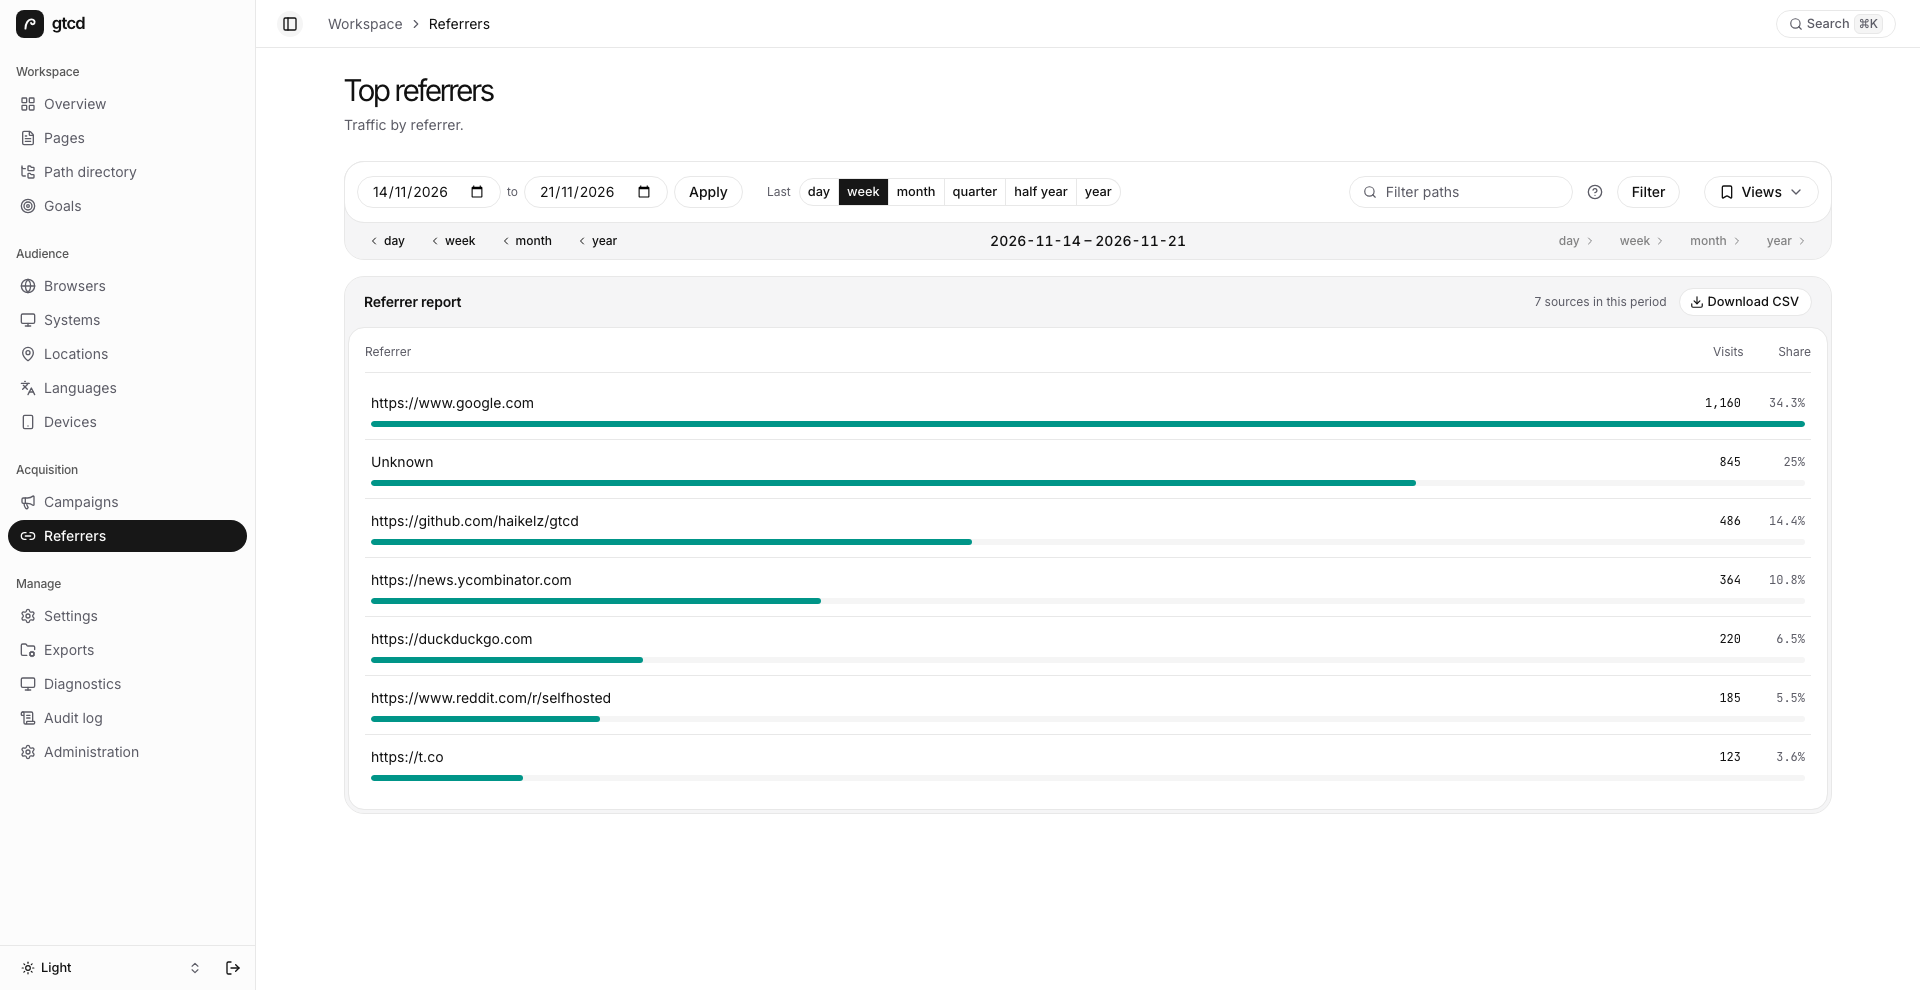 gtcd
Workspace
Overview
Pages
Path directory
Goals
Audience
Browsers
Systems
Locations
Languages
Devices
Acquisition
Campaigns
Referrers
Manage
Settings
Exports
Diagnostics
Audit log
Administration
Light
Workspace > Referrers
Search ⌘K
Top referrers
Traffic by referrer.
14/11/2026 to 21/11/2026 Apply Last day week month quarter half year year Filter paths Filter Views
‹ day ‹ week ‹ month ‹ year 2026-11-14 – 2026-11-21 day › week › month › year ›
Referrer report 7 sources in this period Download CSV
Referrer Visits Share
https://www.google.com 1,160 34.3%
Unknown 845 25%
https://github.com/haikelz/gtcd 486 14.4%
https://news.ycombinator.com 364 10.8%
https://duckduckgo.com 220 6.5%
https://www.reddit.com/r/selfhosted 185 5.5%
https://t.co 123 3.6%